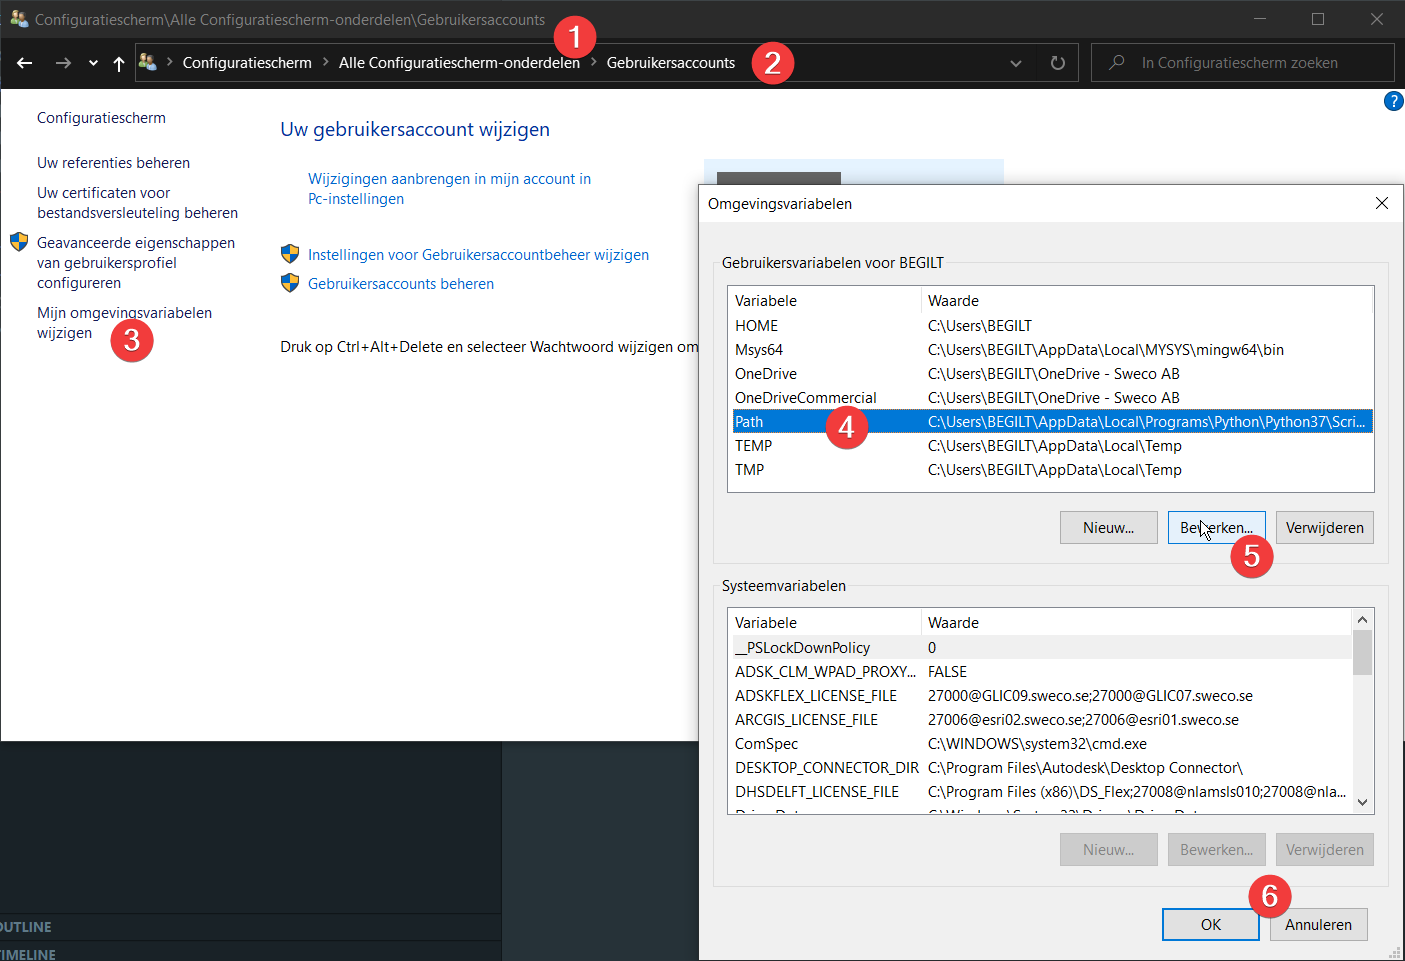 Configuratiescherm\Alle Configuratiescherm-onderdelen\Gebruikersaccounts
1
Configuratiescherm > Alle Configuratiescherm-onderdelen > Gebruikersaccounts
2
In Configuratiescherm zoeken
?
Configuratiescherm
Uw referenties beheren
Uw certificaten voor
bestandsversleuteling beheren
Geavanceerde eigenschappen
van gebruikersprofiel
configureren
Mijn omgevingsvariabelen
wijzigen
3
Uw gebruikersaccount wijzigen
Wijzigingen aanbrengen in mijn account in
Pc-instellingen
Instellingen voor Gebruikersaccountbeheer wijzigen
Gebruikersaccounts beheren
Druk op Ctrl+Alt+Delete en selecteer Wachtwoord wijzigen om
Omgevingsvariabelen
Gebruikersvariabelen voor BEGILT
Variabele Waarde
HOME C:\Users\BEGILT
Msys64 C:\Users\BEGILT\AppData\Local\MYSYS\mingw64\bin
OneDrive C:\Users\BEGILT\OneDrive - Sweco AB
OneDriveCommercial C:\Users\BEGILT\OneDrive - Sweco AB
Path C:\Users\BEGILT\AppData\Local\Programs\Python\Python37\Scri...
4
TEMP C:\Users\BEGILT\AppData\Local\Temp
TMP C:\Users\BEGILT\AppData\Local\Temp
Nieuw... Bewerken... Verwijderen
5
Systeemvariabelen
Variabele Waarde
__PSLockDownPolicy 0
ADSK_CLM_WPAD_PROXY... FALSE
ADSKFLEX_LICENSE_FILE 27000@GLIC09.sweco.se;27000@GLIC07.sweco.se
ARCGIS_LICENSE_FILE 27006@esri02.sweco.se;27006@esri01.sweco.se
ComSpec C:\WINDOWS\system32\cmd.exe
DESKTOP_CONNECTOR_DIR C:\Program Files\Autodesk\Desktop Connector\
DHSDELFT_LICENSE_FILE C:\Program Files (x86)\DS_Flex;27008@nlamsls010;27008@nla...
Nieuw... Bewerken... Verwijderen
6
OK Annuleren
OUTLINE
TIMELINE